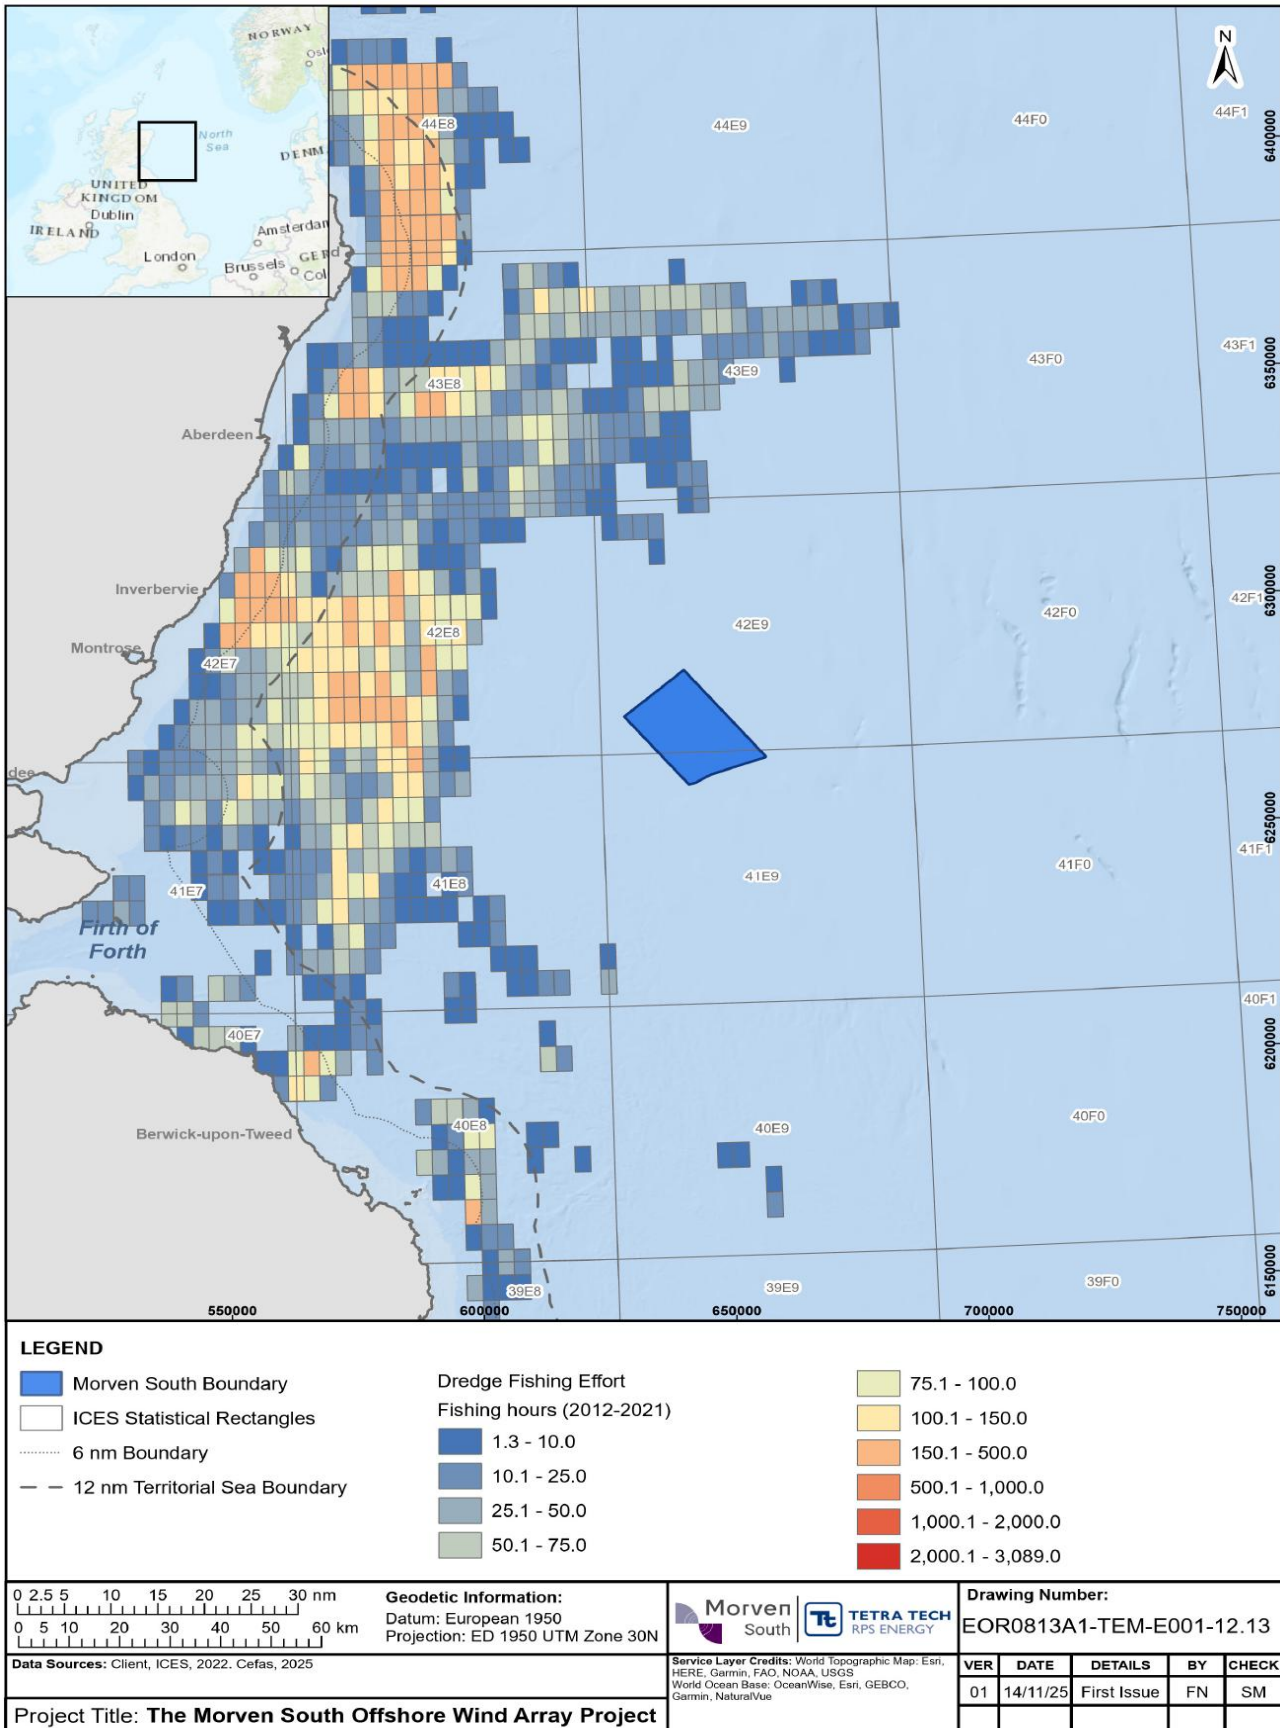 NORWAY
Osl
North
Sea
DENM
UNITED
KINGDOM
Dublin
IRELAND
Amsterdan
London
Brussels
GER
Col
N
44E8
44E9
44F0
44F1
6400000
43E8
43E9
43F0
43F1
6350000
Aberdeen
Inverbervie
6300000
42F1
42E9
42F0
42E8
Montrose
42E7
dee
6250000
41F1
41E7
41E8
41E9
41F0
Firth of
Forth
40F1
40E7
6200000
40E8
40E9
40F0
Berwick-upon-Tweed
39E8
39E9
39F0
6150000
550000
600000
650000
700000
750000
LEGEND
Morven South Boundary
ICES Statistical Rectangles
6 nm Boundary
12 nm Territorial Sea Boundary
Dredge Fishing Effort
Fishing hours (2012-2021)
1.3 - 10.0
10.1 - 25.0
25.1 - 50.0
50.1 - 75.0
75.1 - 100.0
100.1 - 150.0
150.1 - 500.0
500.1 - 1,000.0
1,000.1 - 2,000.0
2,000.1 - 3,089.0
0 2.5 5 10 15 20 25 30 nm
0 5 10 20 30 40 50 60 km
Geodetic Information:
Datum: European 1950
Projection: ED 1950 UTM Zone 30N
Data Sources: Client, ICES, 2022. Cefas, 2025
Project Title: The Morven South Offshore Wind Array Project
Morven
South
Tt
TETRA TECH
RPS ENERGY
Service Layer Credits: World Topographic Map: Esri,
HERE, Garmin, FAO, NOAA, USGS
World Ocean Base: OceanWise, Esri, GEBCO,
Garmin, NaturalVue
Drawing Number:
EOR0813A1-TEM-E001-12.13
VER DATE DETAILS BY CHECK
01 14/11/25 First Issue FN SM